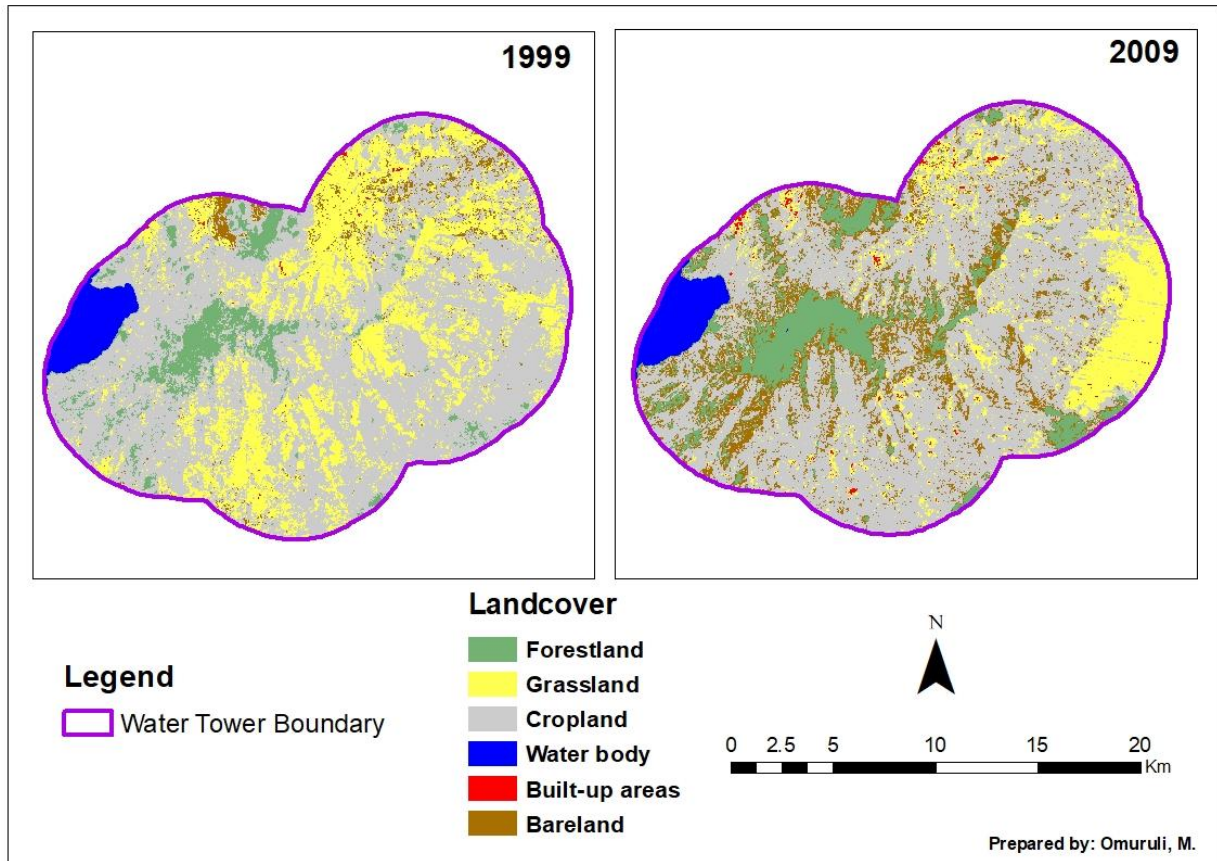 1999
2009
Landcover
Forestland
Grassland
Cropland
Water body
Built-up areas
Bareland
Legend
Water Tower Boundary
N
0 2.5 5 10 15 20
Km
Prepared by: Omuruli, M.